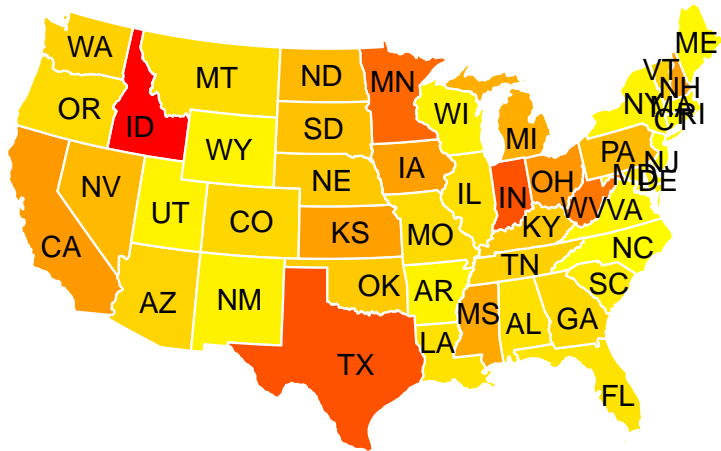 ME
WA
VT
MT
ND
MN
NH
OR
NY
MA
RI
WI
CT
ID
SD
MI
WY
PA
NJ
IA
OH
MD
DE
NV
NE
IL
IN
UT
WV
VA
CO
KY
KS
MO
CA
NC
TN
OK
SC
AR
NM
AZ
MS
GA
AL
LA
TX
FL